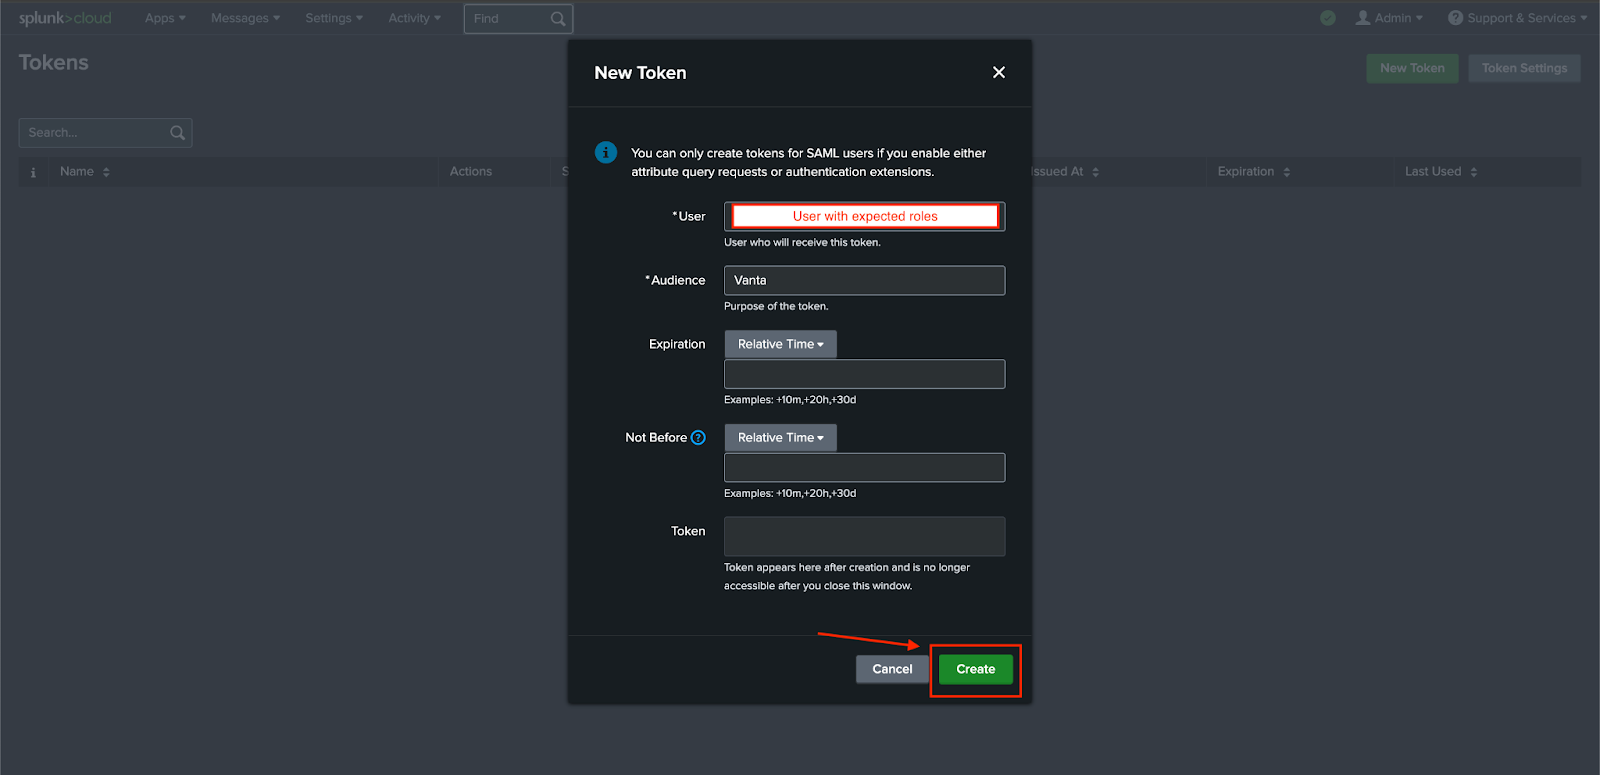 splunk>cloud Apps Messages Settings Activity Find Admin Support & Services
Tokens
New Token Token Settings
Search...
i Name Actions S Issued At Expiration Last Used
New Token
You can only create tokens for SAML users if you enable either
attribute query requests or authentication extensions.
*User User with expected roles
User who will receive this token.
*Audience Vanta
Purpose of the token.
Expiration Relative Time
Examples: +10m,+20h,+30d
Not Before ? Relative Time
Examples: +10m,+20h,+30d
Token
Token appears here after creation and is no longer
accessible after you close this window.
Cancel Create